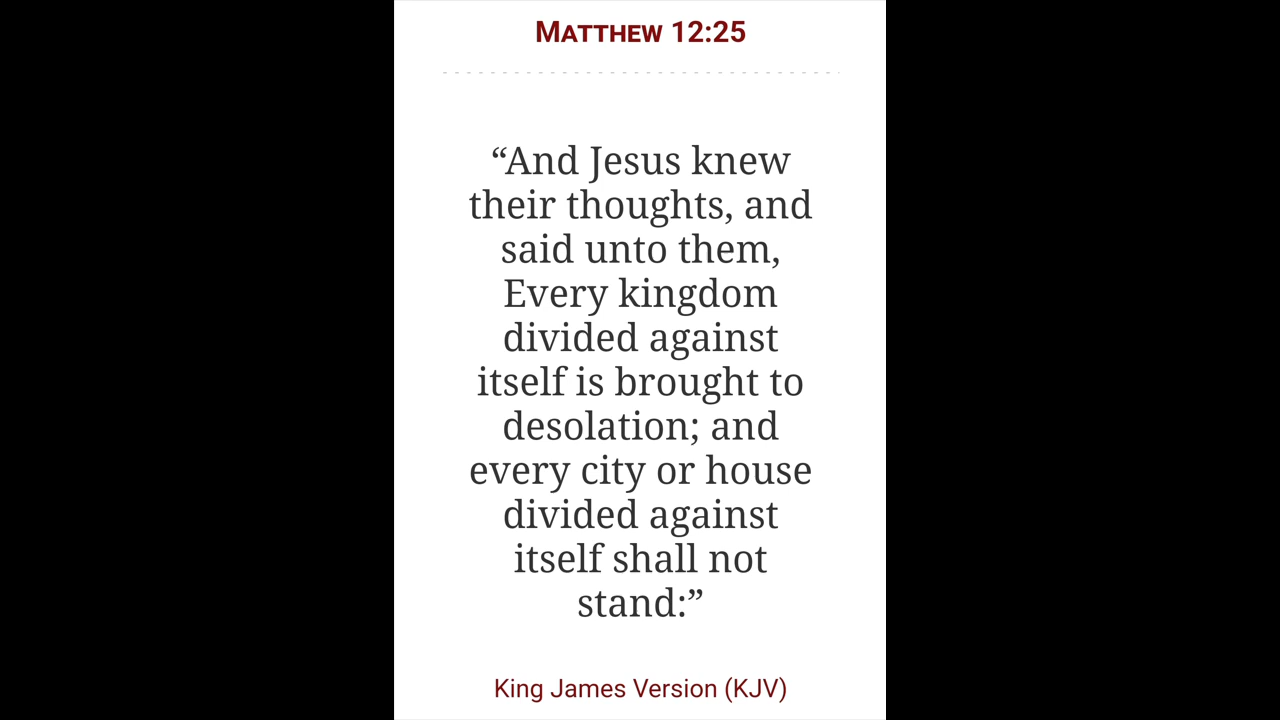 MATTHEW 12:25
“And Jesus knew
their thoughts, and
said unto them,
Every kingdom
divided against
itself is brought to
desolation; and
every city or house
divided against
itself shall not
stand:”
King James Version (KJV)